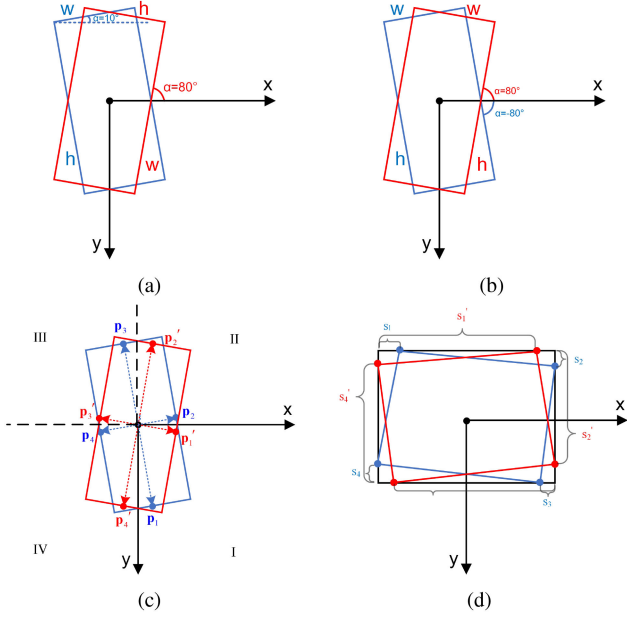 w
h
α=10°
α=80°
x
h
w
y
(a)
w
w
α=80°
α=-80°
x
h
h
y
(b)
III
p3
p2′
II
p3′
p2
x
p4
p1′
p4′
p1
IV
y
I
(c)
s1′
s1
s2
s4′
x
s2′
s4
s3
y
(d)